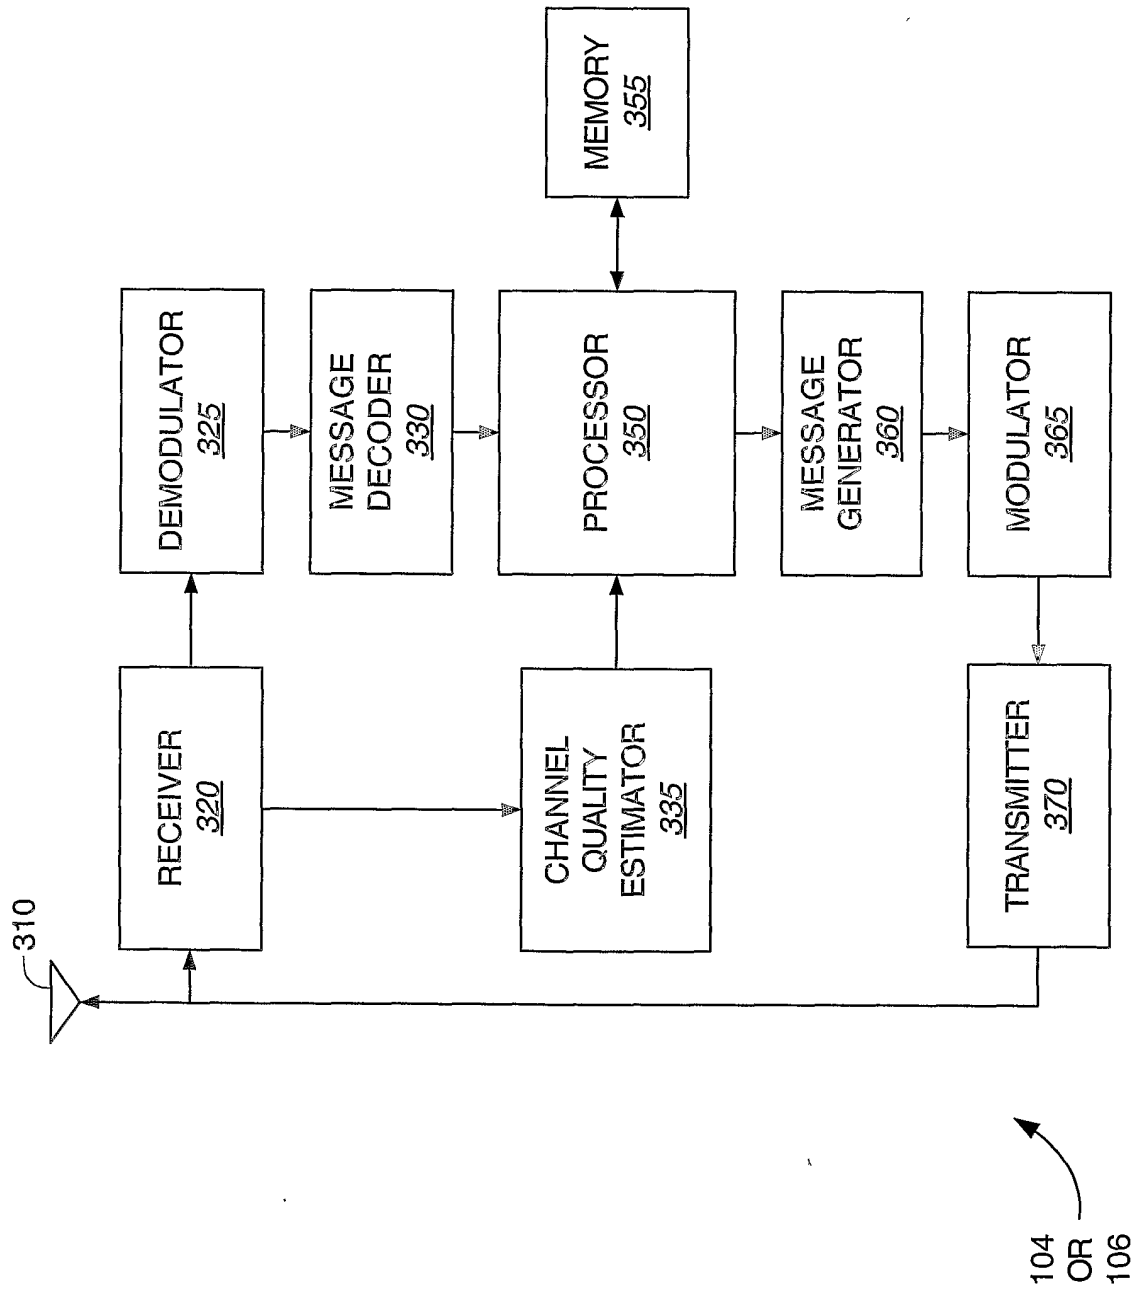 310
RECEIVER
320
DEMODULATOR
325
MESSAGE
DECODER
330
CHANNEL
QUALITY
ESTIMATOR
335
PROCESSOR
350
MEMORY
355
MESSAGE
GENERATOR
360
TRANSMITTER
370
MODULATOR
365
104
OR
106